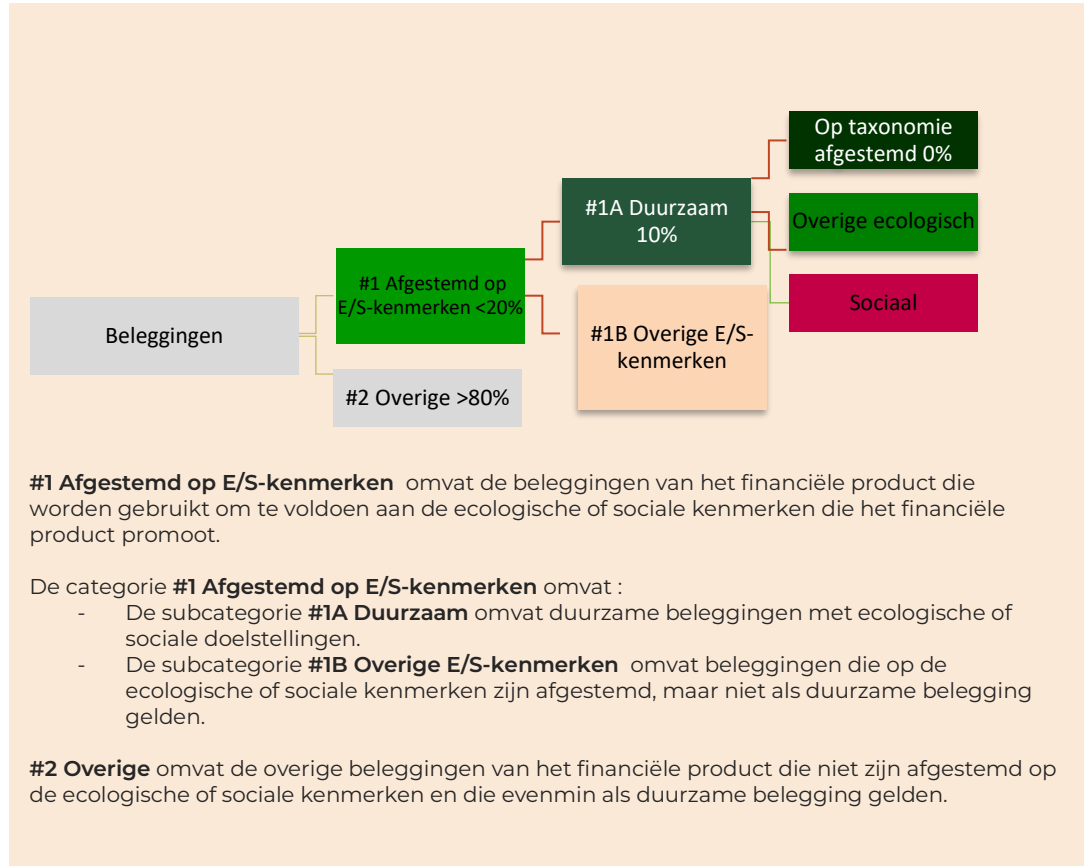 Op taxonomie
afgestemd 0%
#1A Duurzaam
10%
Overige ecologisch
#1 Afgestemd op
E/S-kenmerken <20%
Sociaal
Beleggingen
#1B Overige E/S-
kenmerken
#2 Overige >80%
#1 Afgestemd op E/S-kenmerken omvat de beleggingen van het financiële product die
worden gebruikt om te voldoen aan de ecologische of sociale kenmerken die het financiële
product promoot.
De categorie #1 Afgestemd op E/S-kenmerken omvat :
- De subcategorie #1A Duurzaam omvat duurzame beleggingen met ecologische of
sociale doelstellingen.
- De subcategorie #1B Overige E/S-kenmerken omvat beleggingen die op de
ecologische of sociale kenmerken zijn afgestemd, maar niet als duurzame belegging
gelden.
#2 Overige omvat de overige beleggingen van het financiële product die niet zijn afgestemd op
de ecologische of sociale kenmerken en die evenmin als duurzame belegging gelden.